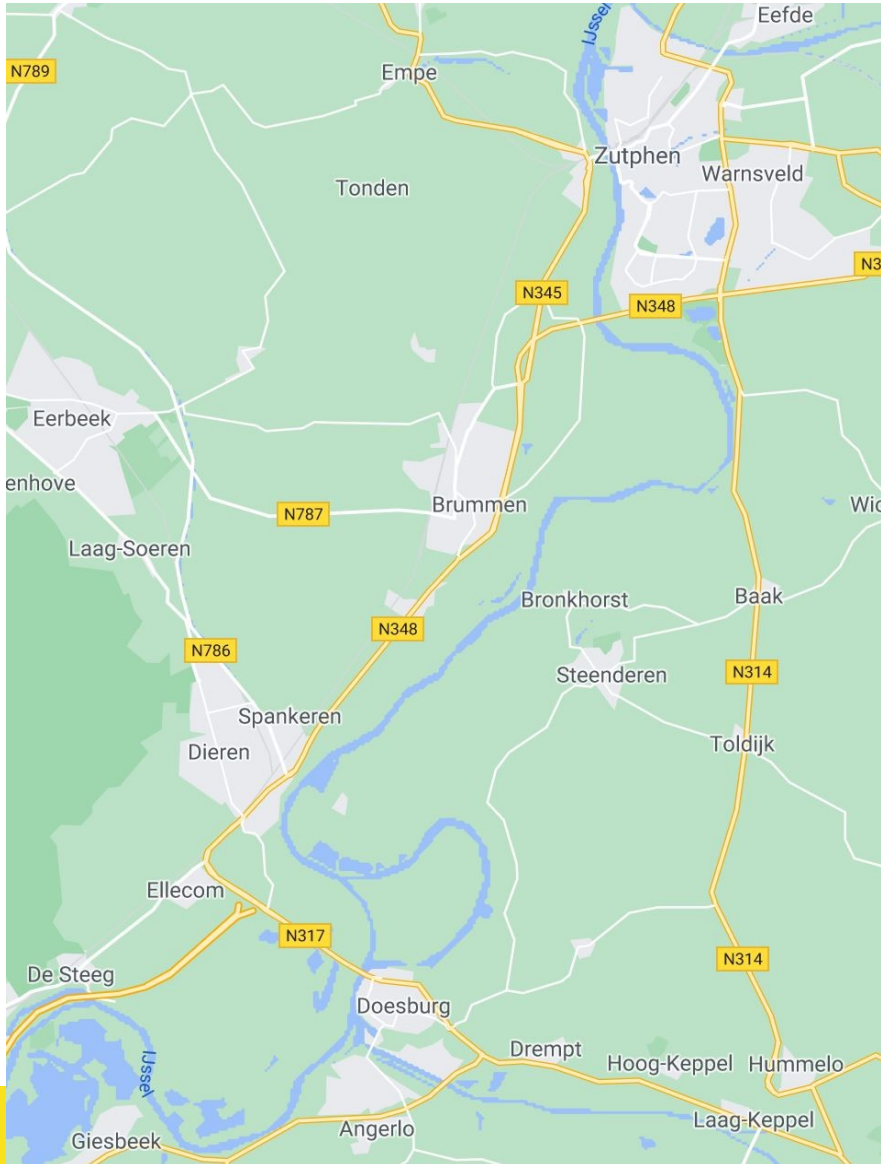 Eefde
IJssel
N789
Empe
Zutphen
Warnsveld
Tonden
N3
N345
N348
Eerbeek
enhove
Brummen
N787
Wic
Laag-Soeren
Bronkhorst
Baak
N348
N786
Steenderen
N314
Spankeren
Dieren
Toldijk
Ellecom
N317
N314
De Steeg
Doesburg
Drempt
Hoog-Keppel
Hummelo
IJssel
Laag-Keppel
Angerlo
Giesbeek